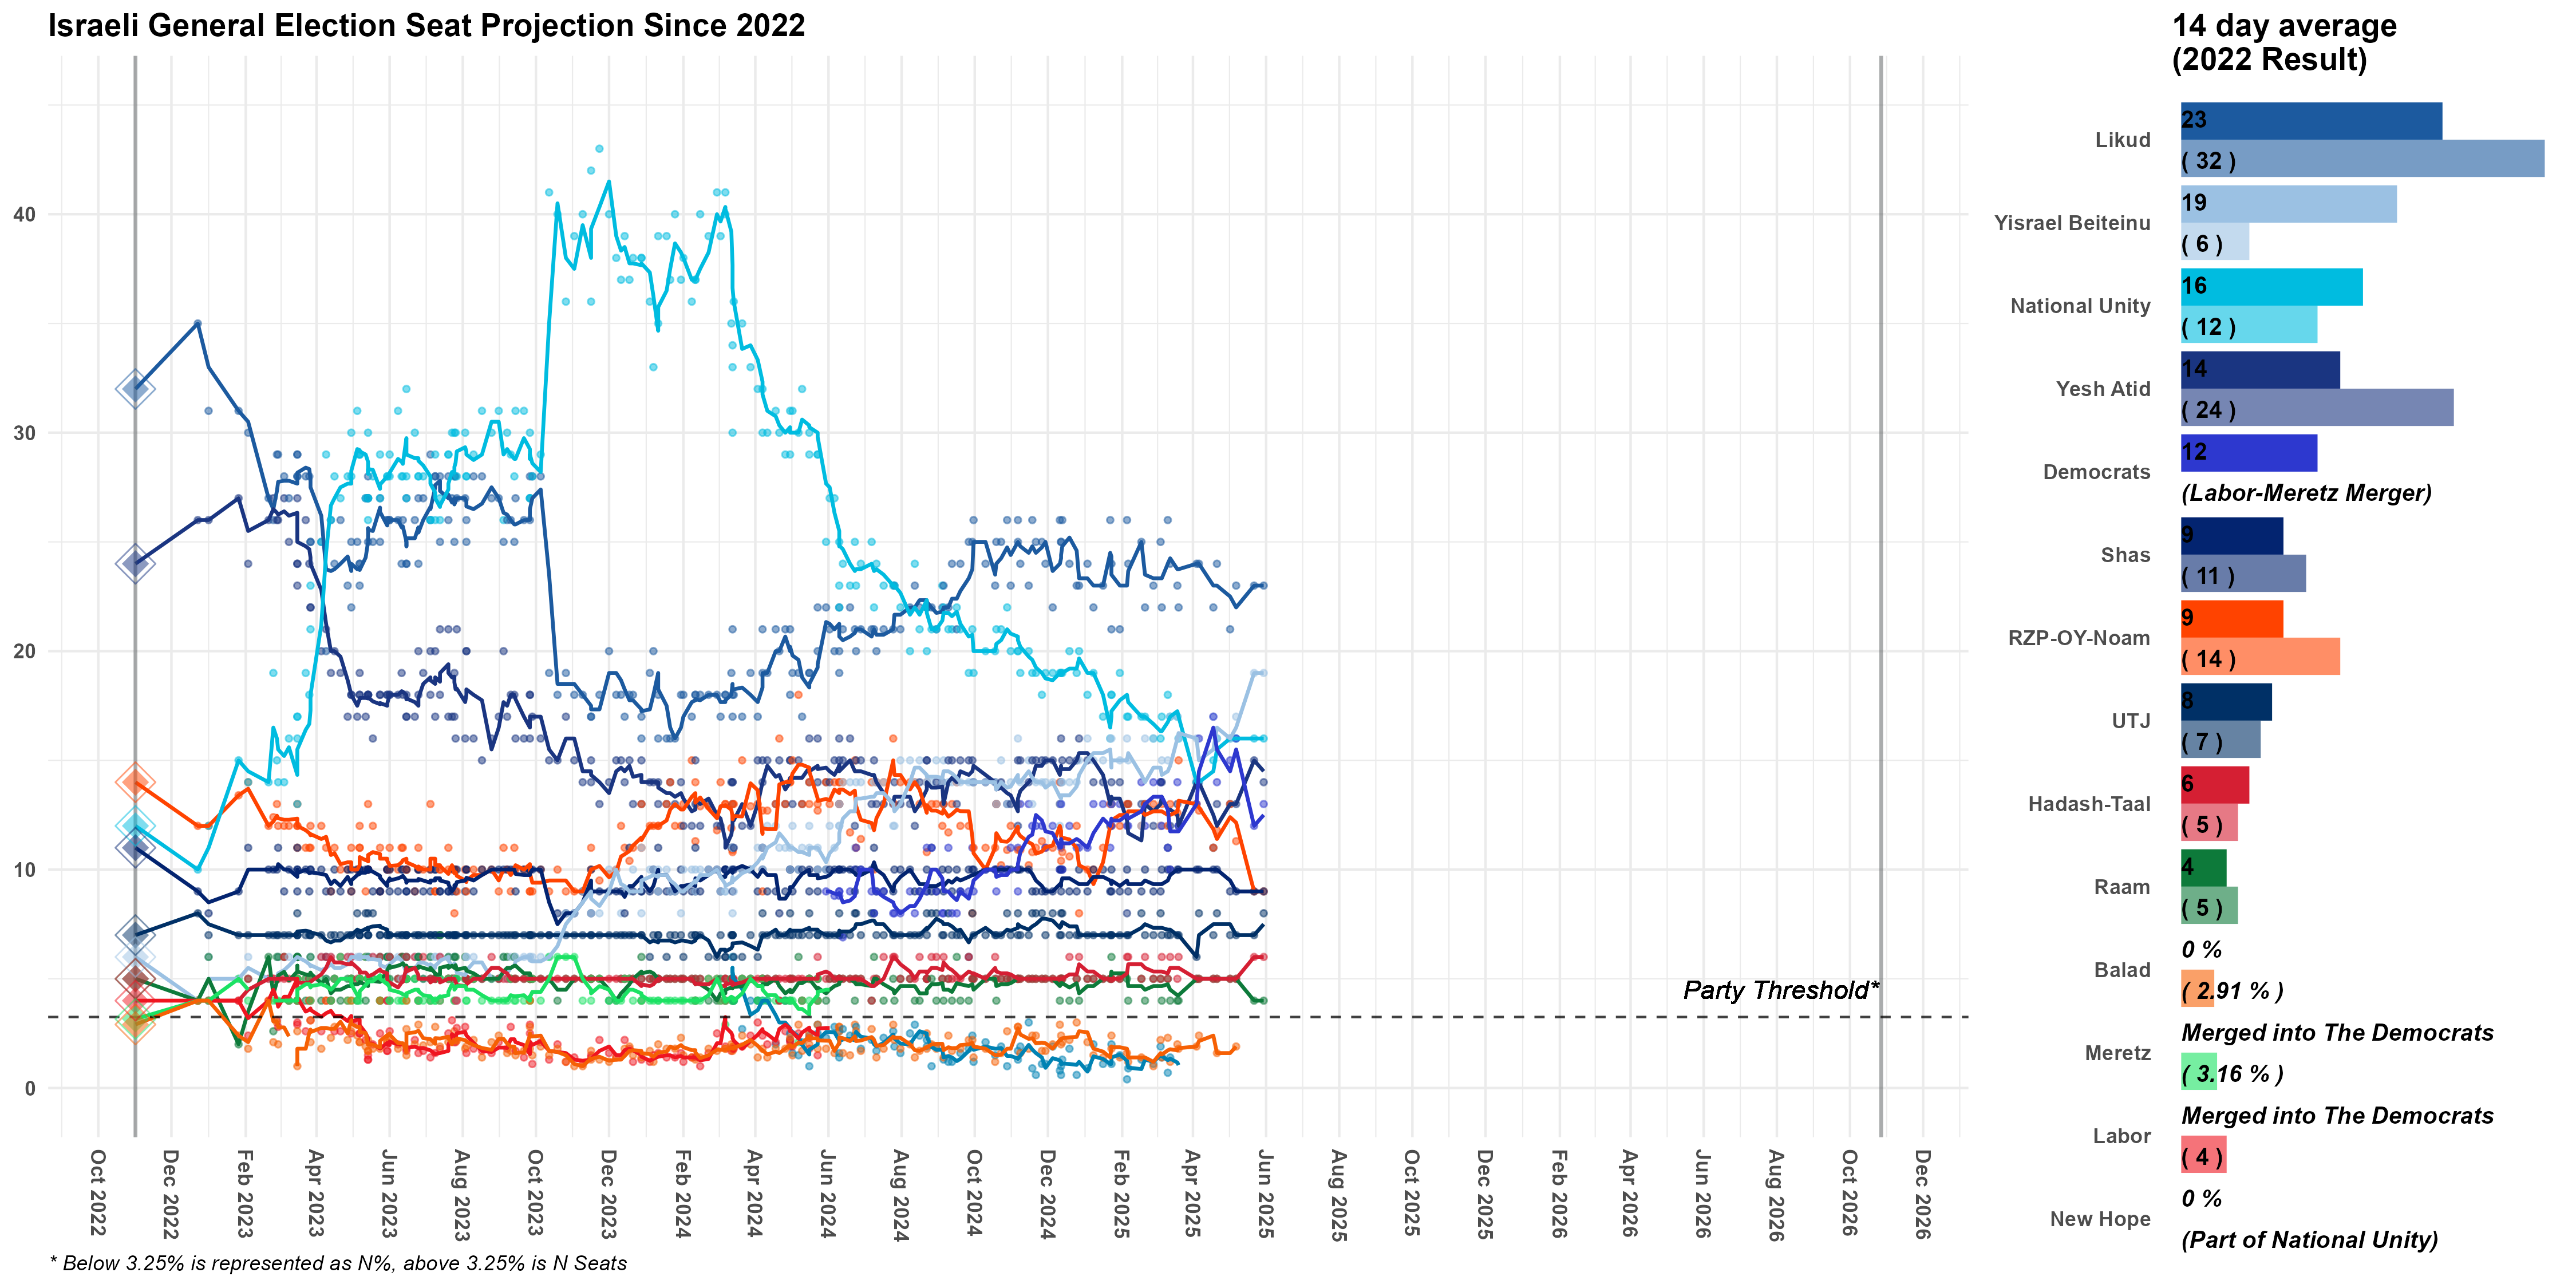 Israeli General Election Seat Projection Since 2022
14 day average
(2022 Result)
40
30
20
10
0
Party Threshold*
Oct 2022
Dec 2022
Feb 2023
Apr 2023
Jun 2023
Aug 2023
Oct 2023
Dec 2023
Feb 2024
Apr 2024
Jun 2024
Aug 2024
Oct 2024
Dec 2024
Feb 2025
Apr 2025
Jun 2025
Aug 2025
Oct 2025
Dec 2025
Feb 2026
Apr 2026
Jun 2026
Aug 2026
Oct 2026
Dec 2026
* Below 3.25% is represented as N%, above 3.25% is N Seats
Likud
23
( 32 )
Yisrael Beiteinu
19
( 6 )
National Unity
16
( 12 )
Yesh Atid
14
( 24 )
Democrats
12
(Labor-Meretz Merger)
Shas
9
( 11 )
RZP-OY-Noam
9
( 14 )
UTJ
8
( 7 )
Hadash-Taal
6
( 5 )
Raam
4
( 5 )
Balad
0 %
( 2.91 % )
Meretz
Merged into The Democrats
( 3.16 % )
Labor
Merged into The Democrats
( 4 )
New Hope
0 %
(Part of National Unity)